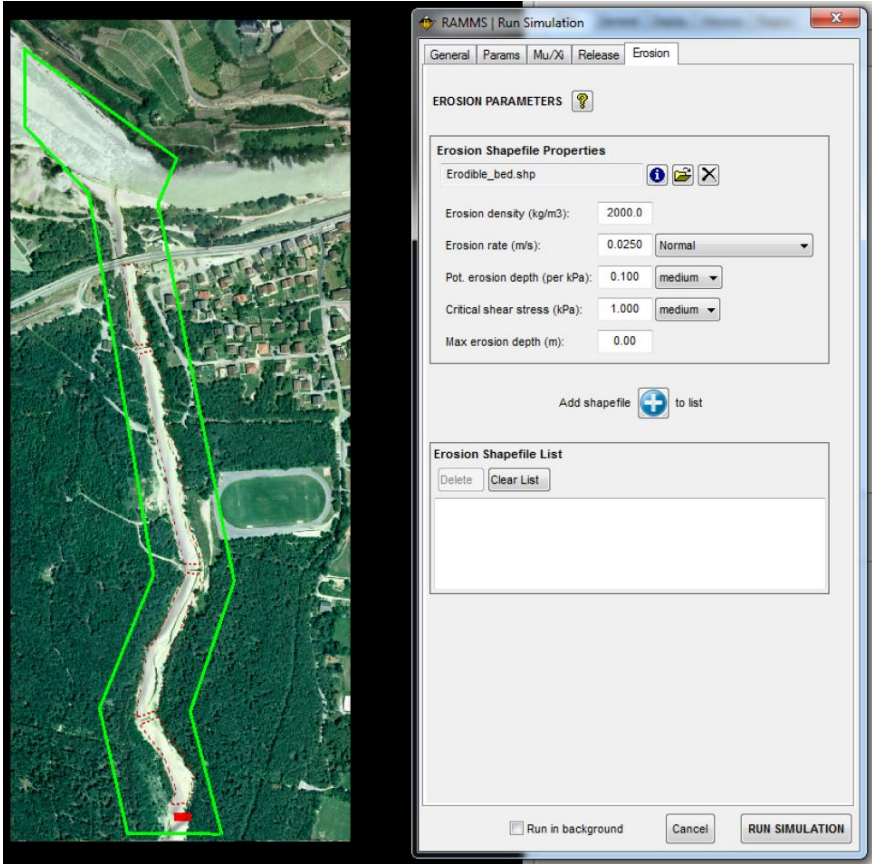 RAMMS | Run Simulation
General Params Mu/Xi Release Erosion
EROSION PARAMETERS
Erosion Shapefile Properties
Erodible_bed.shp
Erosion density (kg/m3): 2000.0
Erosion rate (m/s): 0.0250 Normal
Pot. erosion depth (per kPa): 0.100 medium
Critical shear stress (kPa): 1.000 medium
Max erosion depth (m): 0.00
Add shapefile to list
Erosion Shapefile List
Delete Clear List
Run in background Cancel RUN SIMULATION